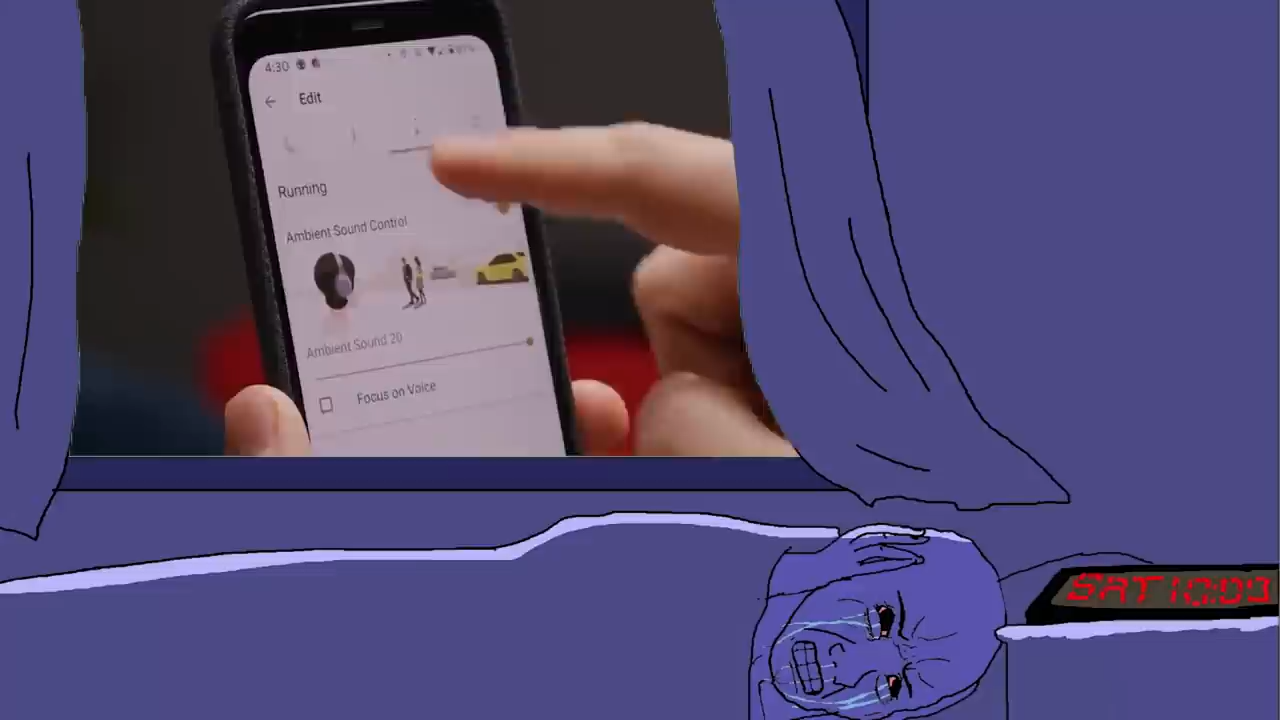 4:30
Edit
Running
Ambient Sound Control
Ambient Sound 20
Focus on Voice
SAT 10:03